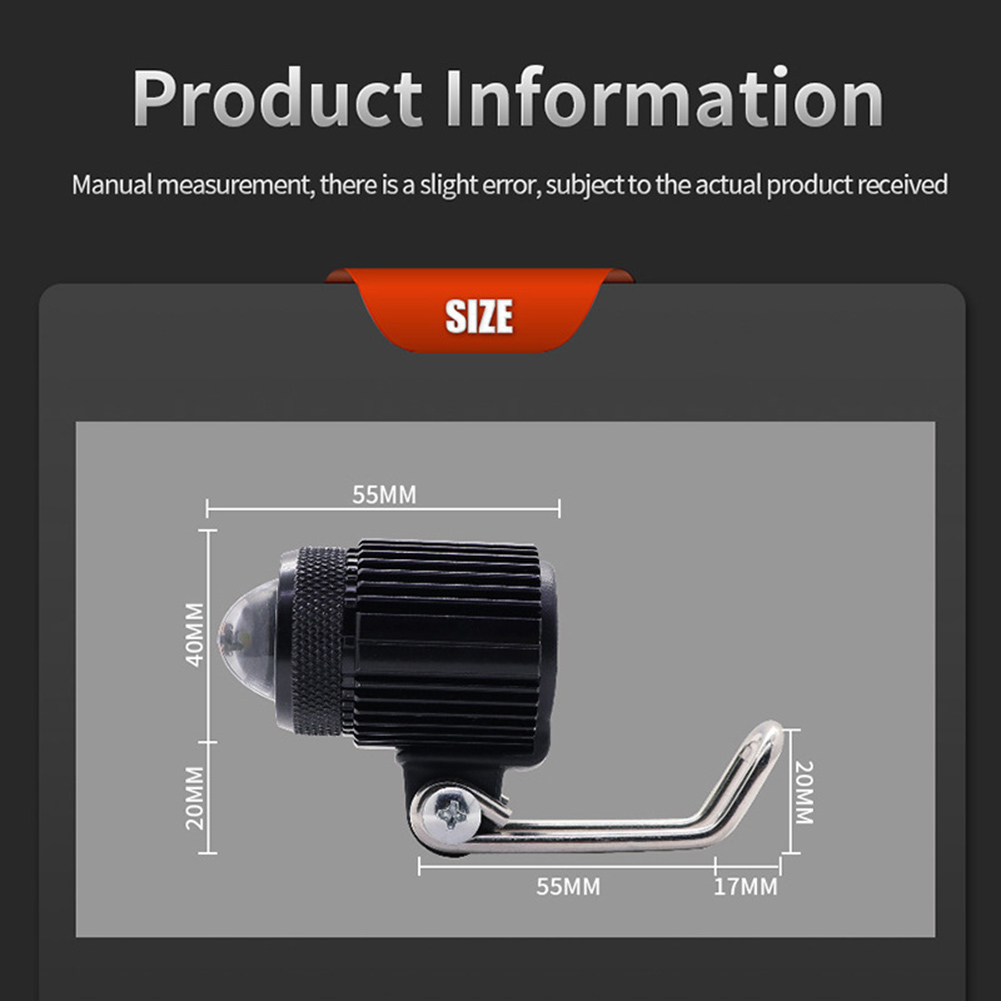 Product Information
Manual measurement, there is a slight error, subject to the actual product received
SIZE
55MM
40MM
20MM
20MM
55MM
17MM